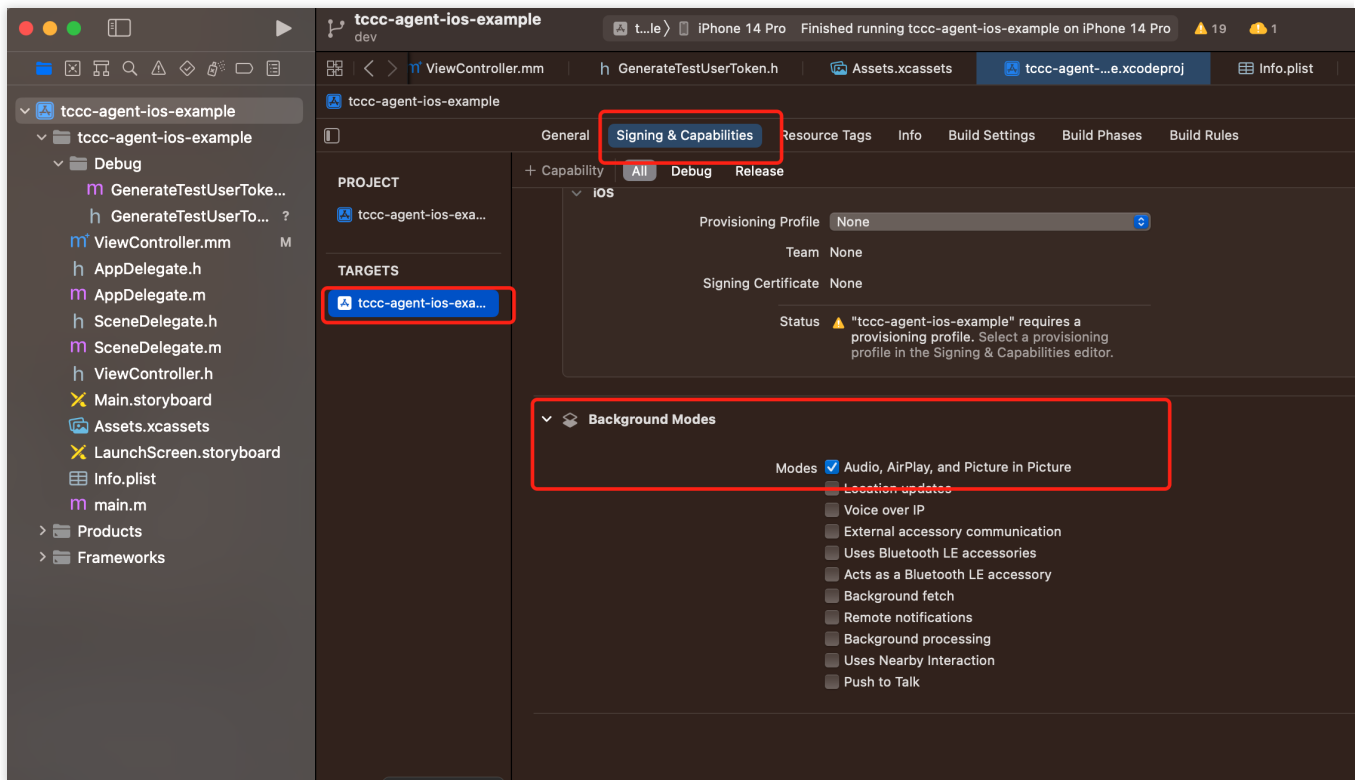 tccc-agent-ios-example
dev
t...le⟩ iPhone 14 Pro Finished running tccc-agent-ios-example on iPhone 14 Pro 19 1
ViewController.mm h GenerateTestUserToken.h Assets.xcassets tccc-agent-...e.xcodeproj Info.plist
tccc-agent-ios-example
tccc-agent-ios-example
General Signing & Capabilities Resource Tags Info Build Settings Build Phases Build Rules
tccc-agent-ios-example
Debug
m GenerateTestUserToke...
h GenerateTestUserTo... ?
ViewController.mm M
h AppDelegate.h
m AppDelegate.m
h SceneDelegate.h
m SceneDelegate.m
h ViewController.h
Main.storyboard
Assets.xcassets
LaunchScreen.storyboard
Info.plist
m main.m
Products
Frameworks
PROJECT
tccc-agent-ios-exa...
TARGETS
tccc-agent-ios-exa...
+ Capability All Debug Release
ios
Provisioning Profile None
Team None
Signing Certificate None
Status "tccc-agent-ios-example" requires a
provisioning profile. Select a provisioning
profile in the Signing & Capabilities editor.
Background Modes
Modes Audio, AirPlay, and Picture in Picture
Location updates
Voice over IP
External accessory communication
Uses Bluetooth LE accessories
Acts as a Bluetooth LE accessory
Background fetch
Remote notifications
Background processing
Uses Nearby Interaction
Push to Talk